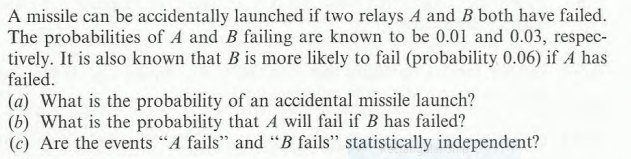 A missile can be accidentally launched if two relays A and B both have failed.
The probabilities of A and B failing are known to be 0.01 and 0.03, respec-
tively. It is also known that B is more likely to fail (probability 0.06) if A has
failed.
(a) What is the probability of an accidental missile launch?
(b) What is the probability that A will fail if B has failed?
(c) Are the events “A fails” and “B fails” statistically independent?